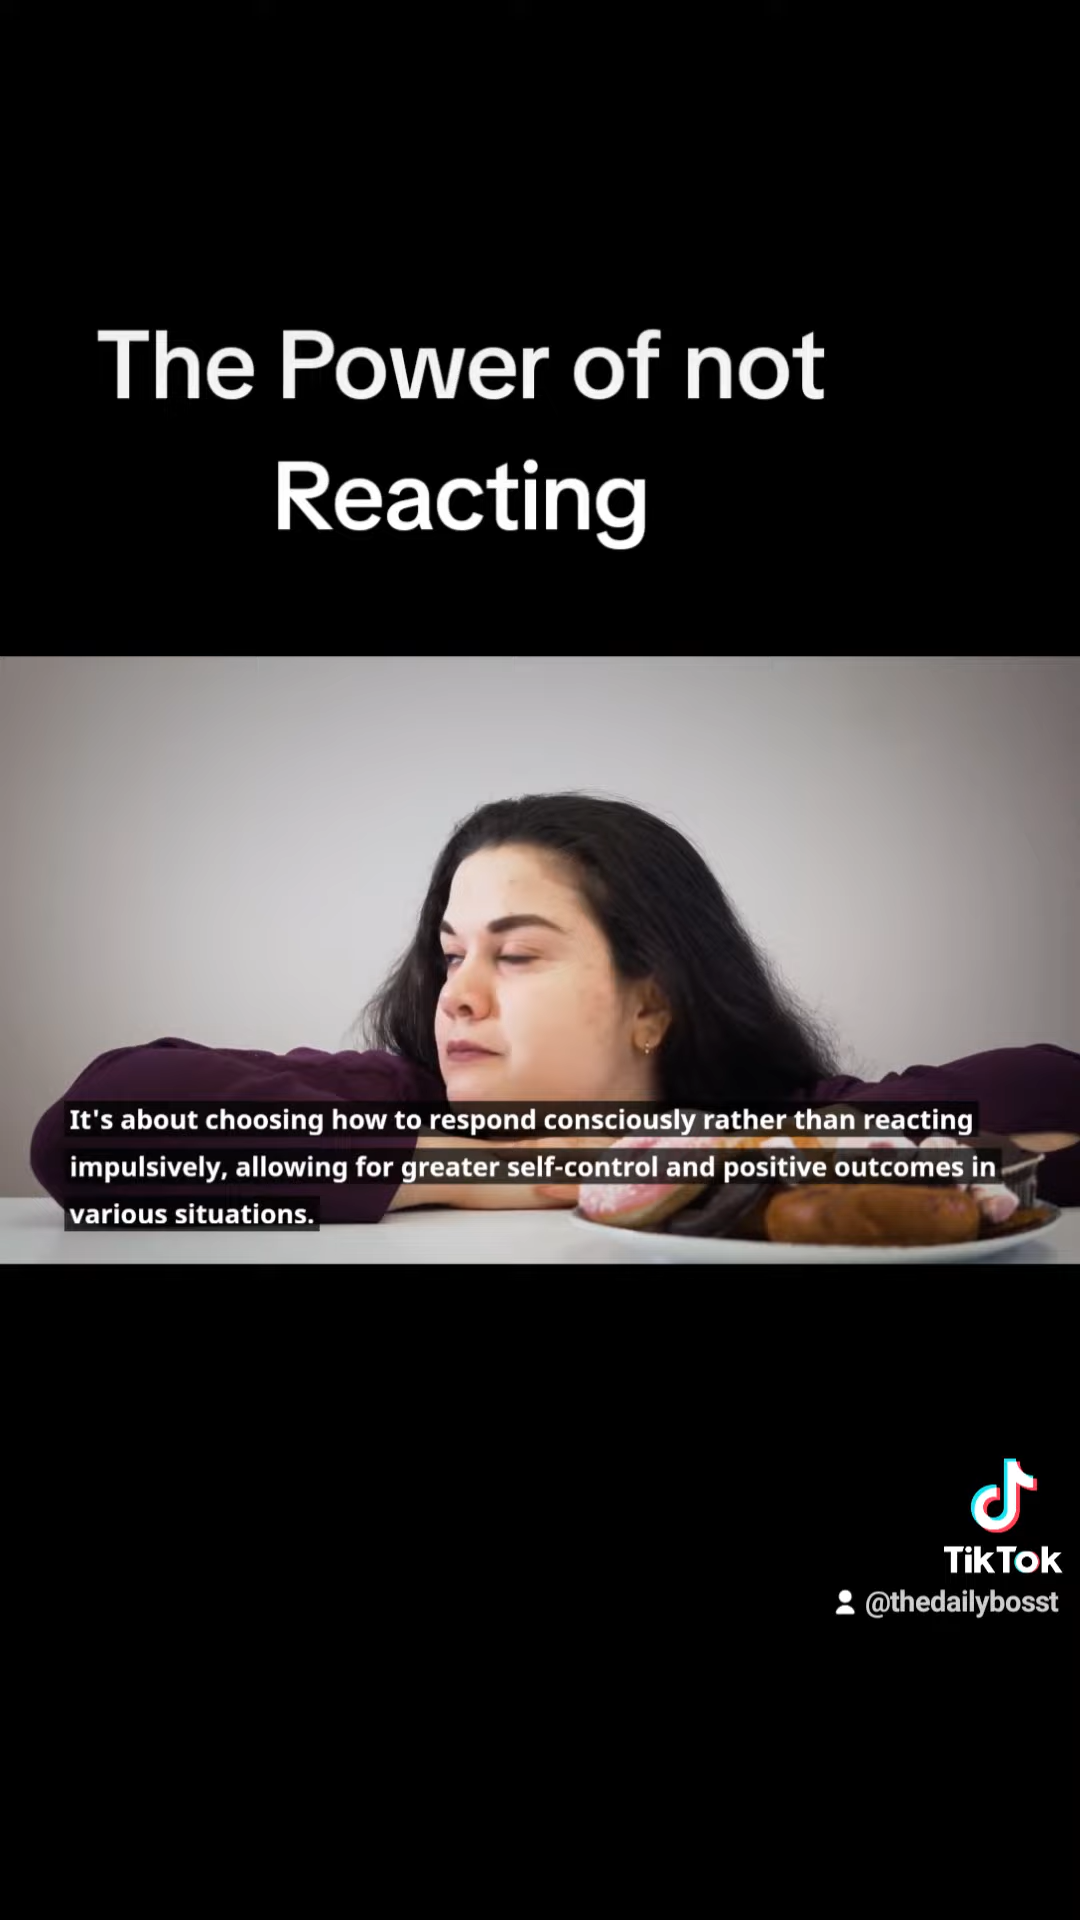 The Power of not
Reacting
It's about choosing how to respond consciously rather than reacting
impulsively, allowing for greater self-control and positive outcomes in
various situations.
TikTok
@thedailybosst